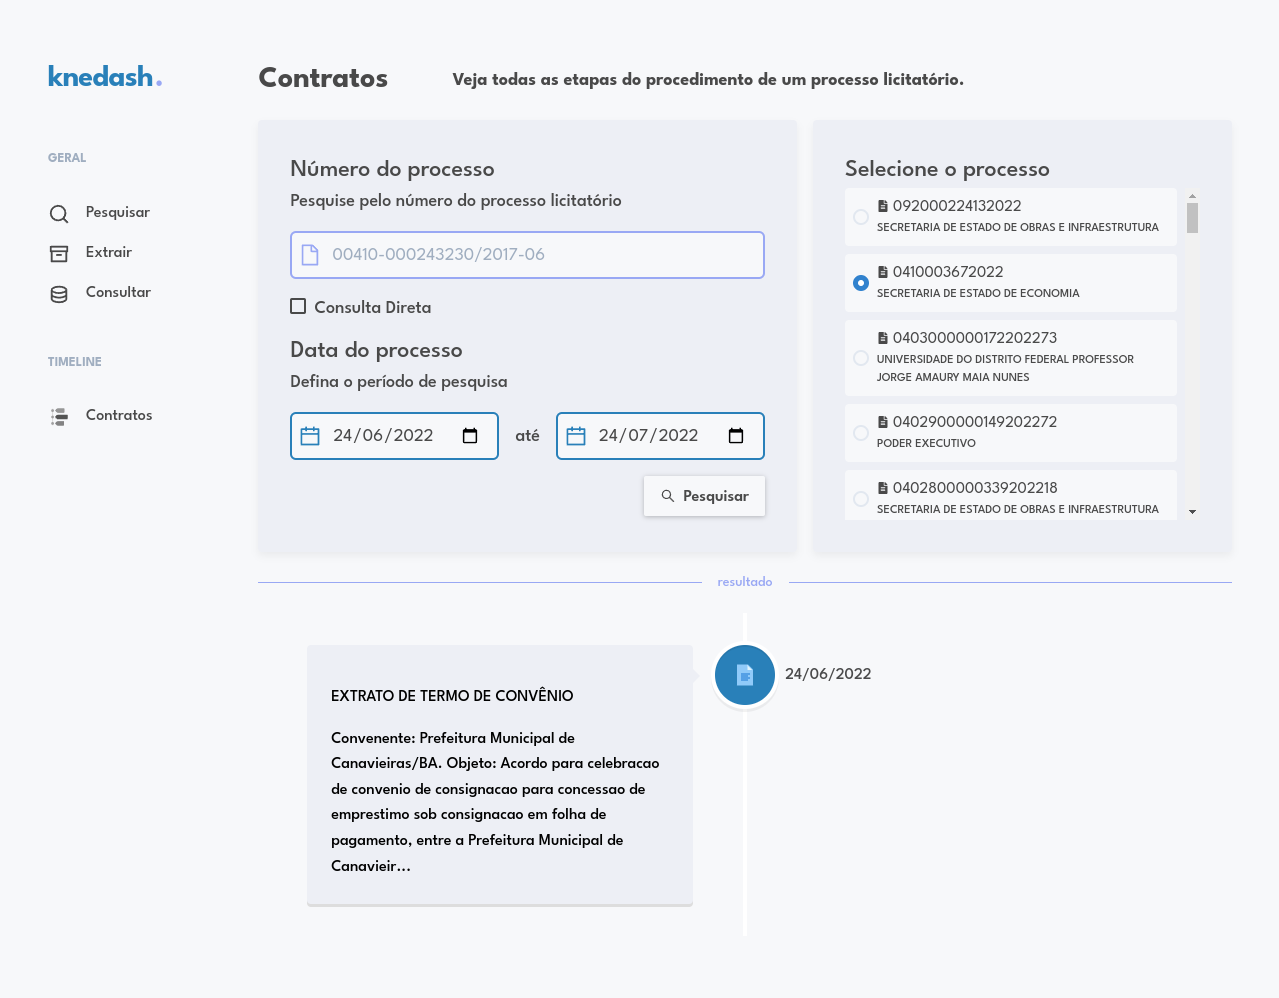 knedash.
GERAL
Pesquisar
Extrair
Consultar
TIMELINE
Contratos
Contratos
Veja todas as etapas do procedimento de um processo licitatório.
Número do processo
Pesquise pelo número do processo licitatório
00410-000243230/2017-06
Consulta Direta
Data do processo
Defina o período de pesquisa
24/06/2022 até 24/07/2022
Pesquisar
Selecione o processo
092000224132022
SECRETARIA DE ESTADO DE OBRAS E INFRAESTRUTURA
0410003672022
SECRETARIA DE ESTADO DE ECONOMIA
0403000000172202273
UNIVERSIDADE DO DISTRITO FEDERAL PROFESSOR
JORGE AMAURY MAIA NUNES
0402900000149202272
PODER EXECUTIVO
0402800000339202218
SECRETARIA DE ESTADO DE OBRAS E INFRAESTRUTURA
resultado
24/06/2022
EXTRATO DE TERMO DE CONVÊNIO
Convenente: Prefeitura Municipal de
Canavieiras/BA. Objeto: Acordo para celebracao
de convenio de consignacao para concessao de
emprestimo sob consignacao em folha de
pagamento, entre a Prefeitura Municipal de
Canavieir...